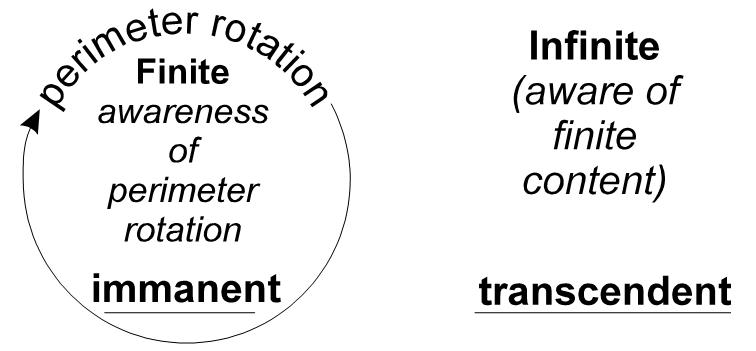 perimeter rotation
Finite
awareness
of
perimeter
rotation
immanent
Infinite
(aware of
finite
content)
transcendent